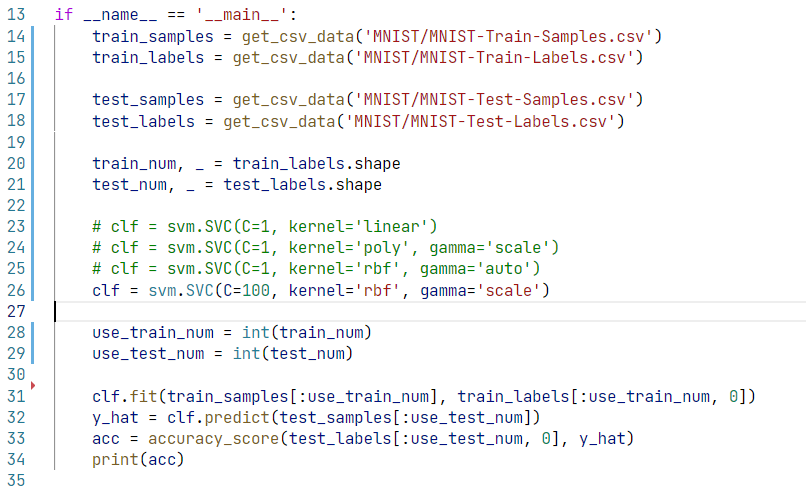 13 if __name__ == '__main__':
14 train_samples = get_csv_data('MNIST/MNIST-Train-Samples.csv')
15 train_labels = get_csv_data('MNIST/MNIST-Train-Labels.csv')
16
17 test_samples = get_csv_data('MNIST/MNIST-Test-Samples.csv')
18 test_labels = get_csv_data('MNIST/MNIST-Test-Labels.csv')
19
20 train_num, _ = train_labels.shape
21 test_num, _ = test_labels.shape
22
23 # clf = svm.SVC(C=1, kernel='linear')
24 # clf = svm.SVC(C=1, kernel='poly', gamma='scale')
25 # clf = svm.SVC(C=1, kernel='rbf', gamma='auto')
26 clf = svm.SVC(C=100, kernel='rbf', gamma='scale')
27
28 use_train_num = int(train_num)
29 use_test_num = int(test_num)
30
31 clf.fit(train_samples[:use_train_num], train_labels[:use_train_num, 0])
32 y_hat = clf.predict(test_samples[:use_test_num])
33 acc = accuracy_score(test_labels[:use_test_num, 0], y_hat)
34 print(acc)
35